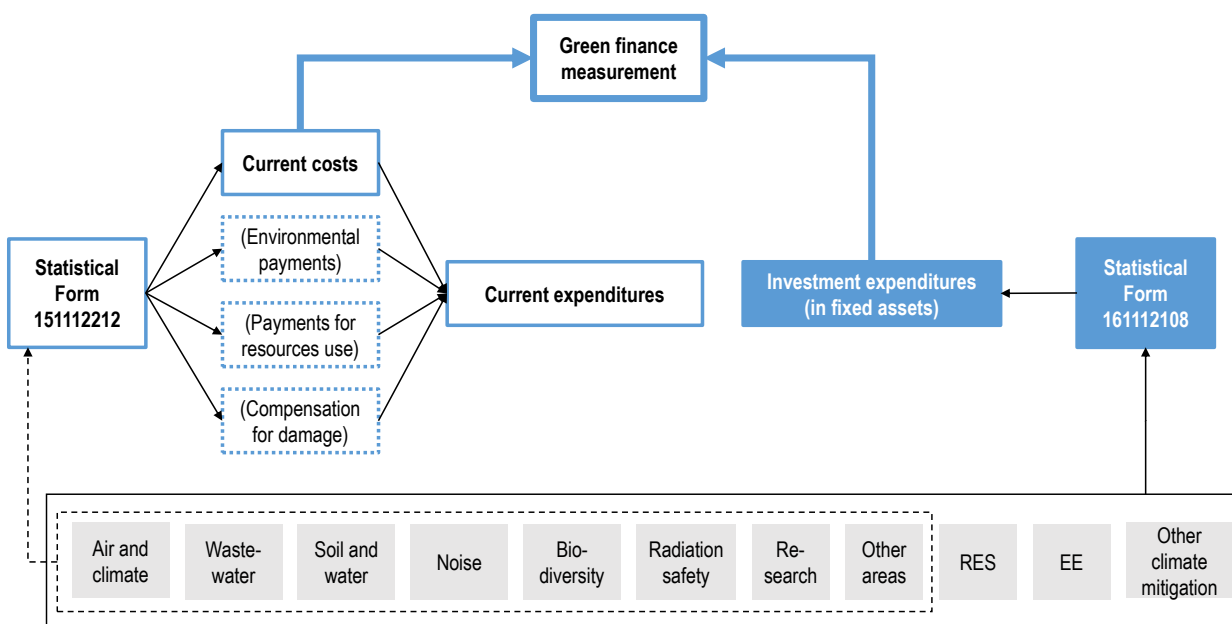 Green finance
measurement
Current costs
(Environmental
payments)
Statistical
Form
151112212
Current expenditures
Investment expenditures
(in fixed assets)
Statistical
Form
161112108
(Payments for
resources use)
(Compensation
for damage)
Air and
climate
Waste-
water
Soil and
water
Noise
Bio-
diversity
Radiation
safety
Re-
search
Other
areas
RES
EE
Other
climate
mitigation